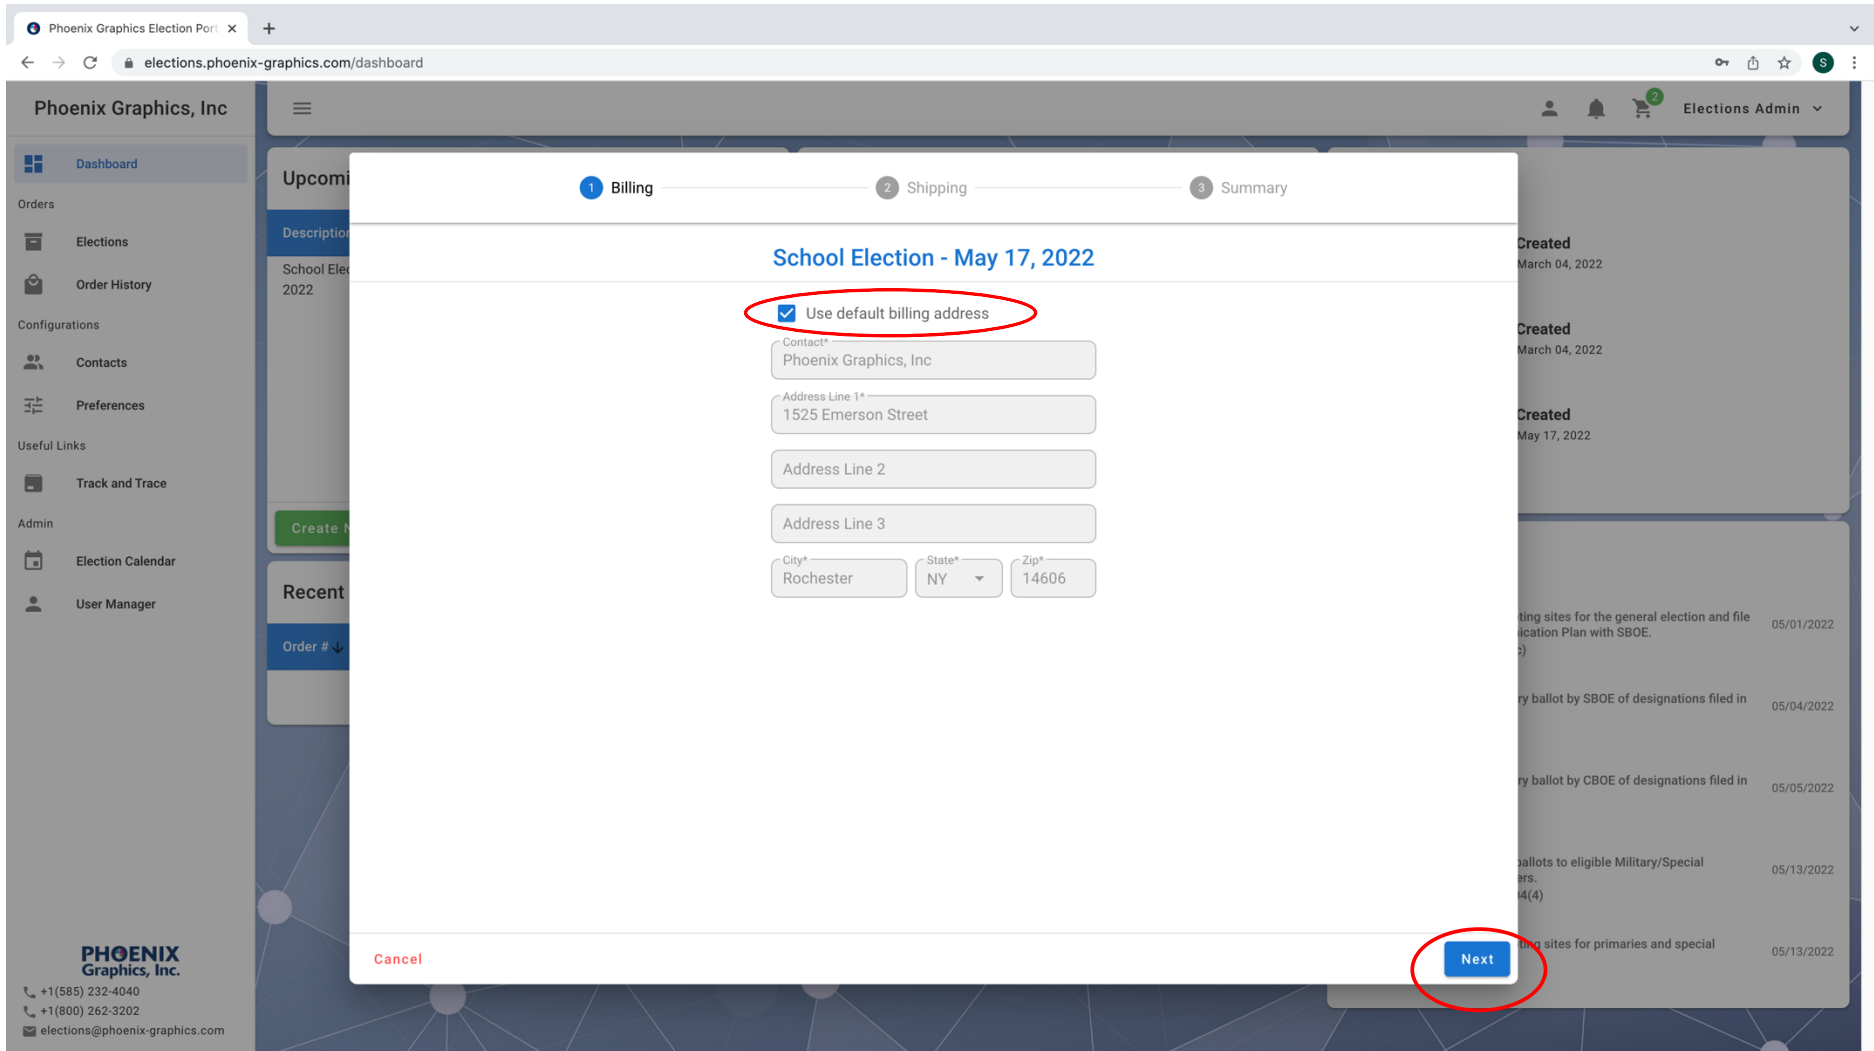 Phoenix Graphics Election Port
elections.phoenix-graphics.com/dashboard
S
Phoenix Graphics, Inc
2
Elections Admin
Dashboard
Orders
Elections
Order History
Configurations
Contacts
Preferences
Useful Links
Track and Trace
Admin
Election Calendar
User Manager
PHOENIX
Graphics, Inc.
+1(585) 232-4040
+1(800) 262-3202
elections@phoenix-graphics.com
Upcomi
Description
School Elec
2022
Create N
Recent
Order #
1 Billing
2 Shipping
3 Summary
School Election - May 17, 2022
Use default billing address
Contact*
Phoenix Graphics, Inc
Address Line 1*
1525 Emerson Street
Address Line 2
Address Line 3
City*
Rochester
State*
NY
Zip*
14606
Cancel
Next
Created
March 04, 2022
Created
March 04, 2022
Created
May 17, 2022
ting sites for the general election and file
ication Plan with SBOE.
c)
05/01/2022
ry ballot by SBOE of designations filed in
05/04/2022
ry ballot by CBOE of designations filed in
05/05/2022
ballots to eligible Military/Special
ers.
4(4)
05/13/2022
ting sites for primaries and special
05/13/2022